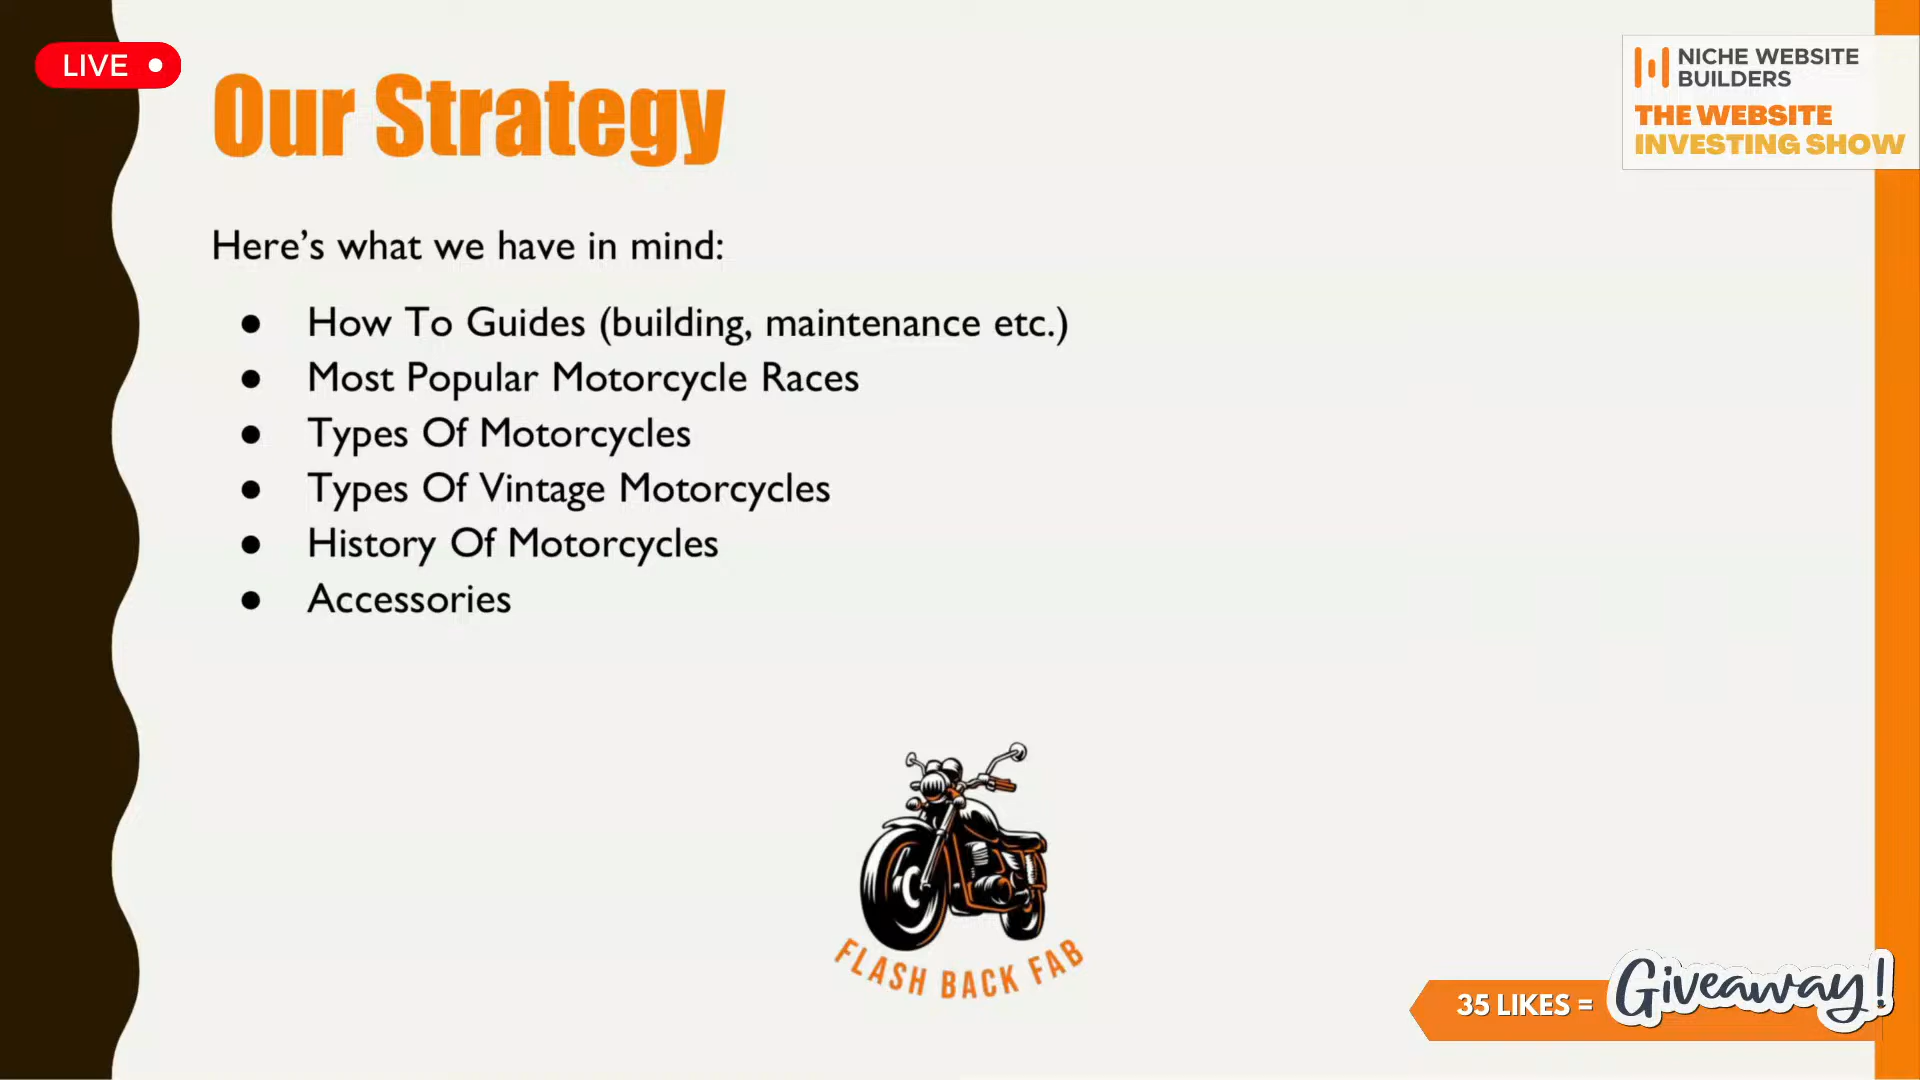 LIVE
NICHE WEBSITE
BUILDERS
THE WEBSITE
INVESTING SHOW
Our Strategy
Here's what we have in mind:
● How To Guides (building, maintenance etc.)
● Most Popular Motorcycle Races
● Types Of Motorcycles
● Types Of Vintage Motorcycles
● History Of Motorcycles
● Accessories
FLASH BACK FAB
35 LIKES = Giveaway!